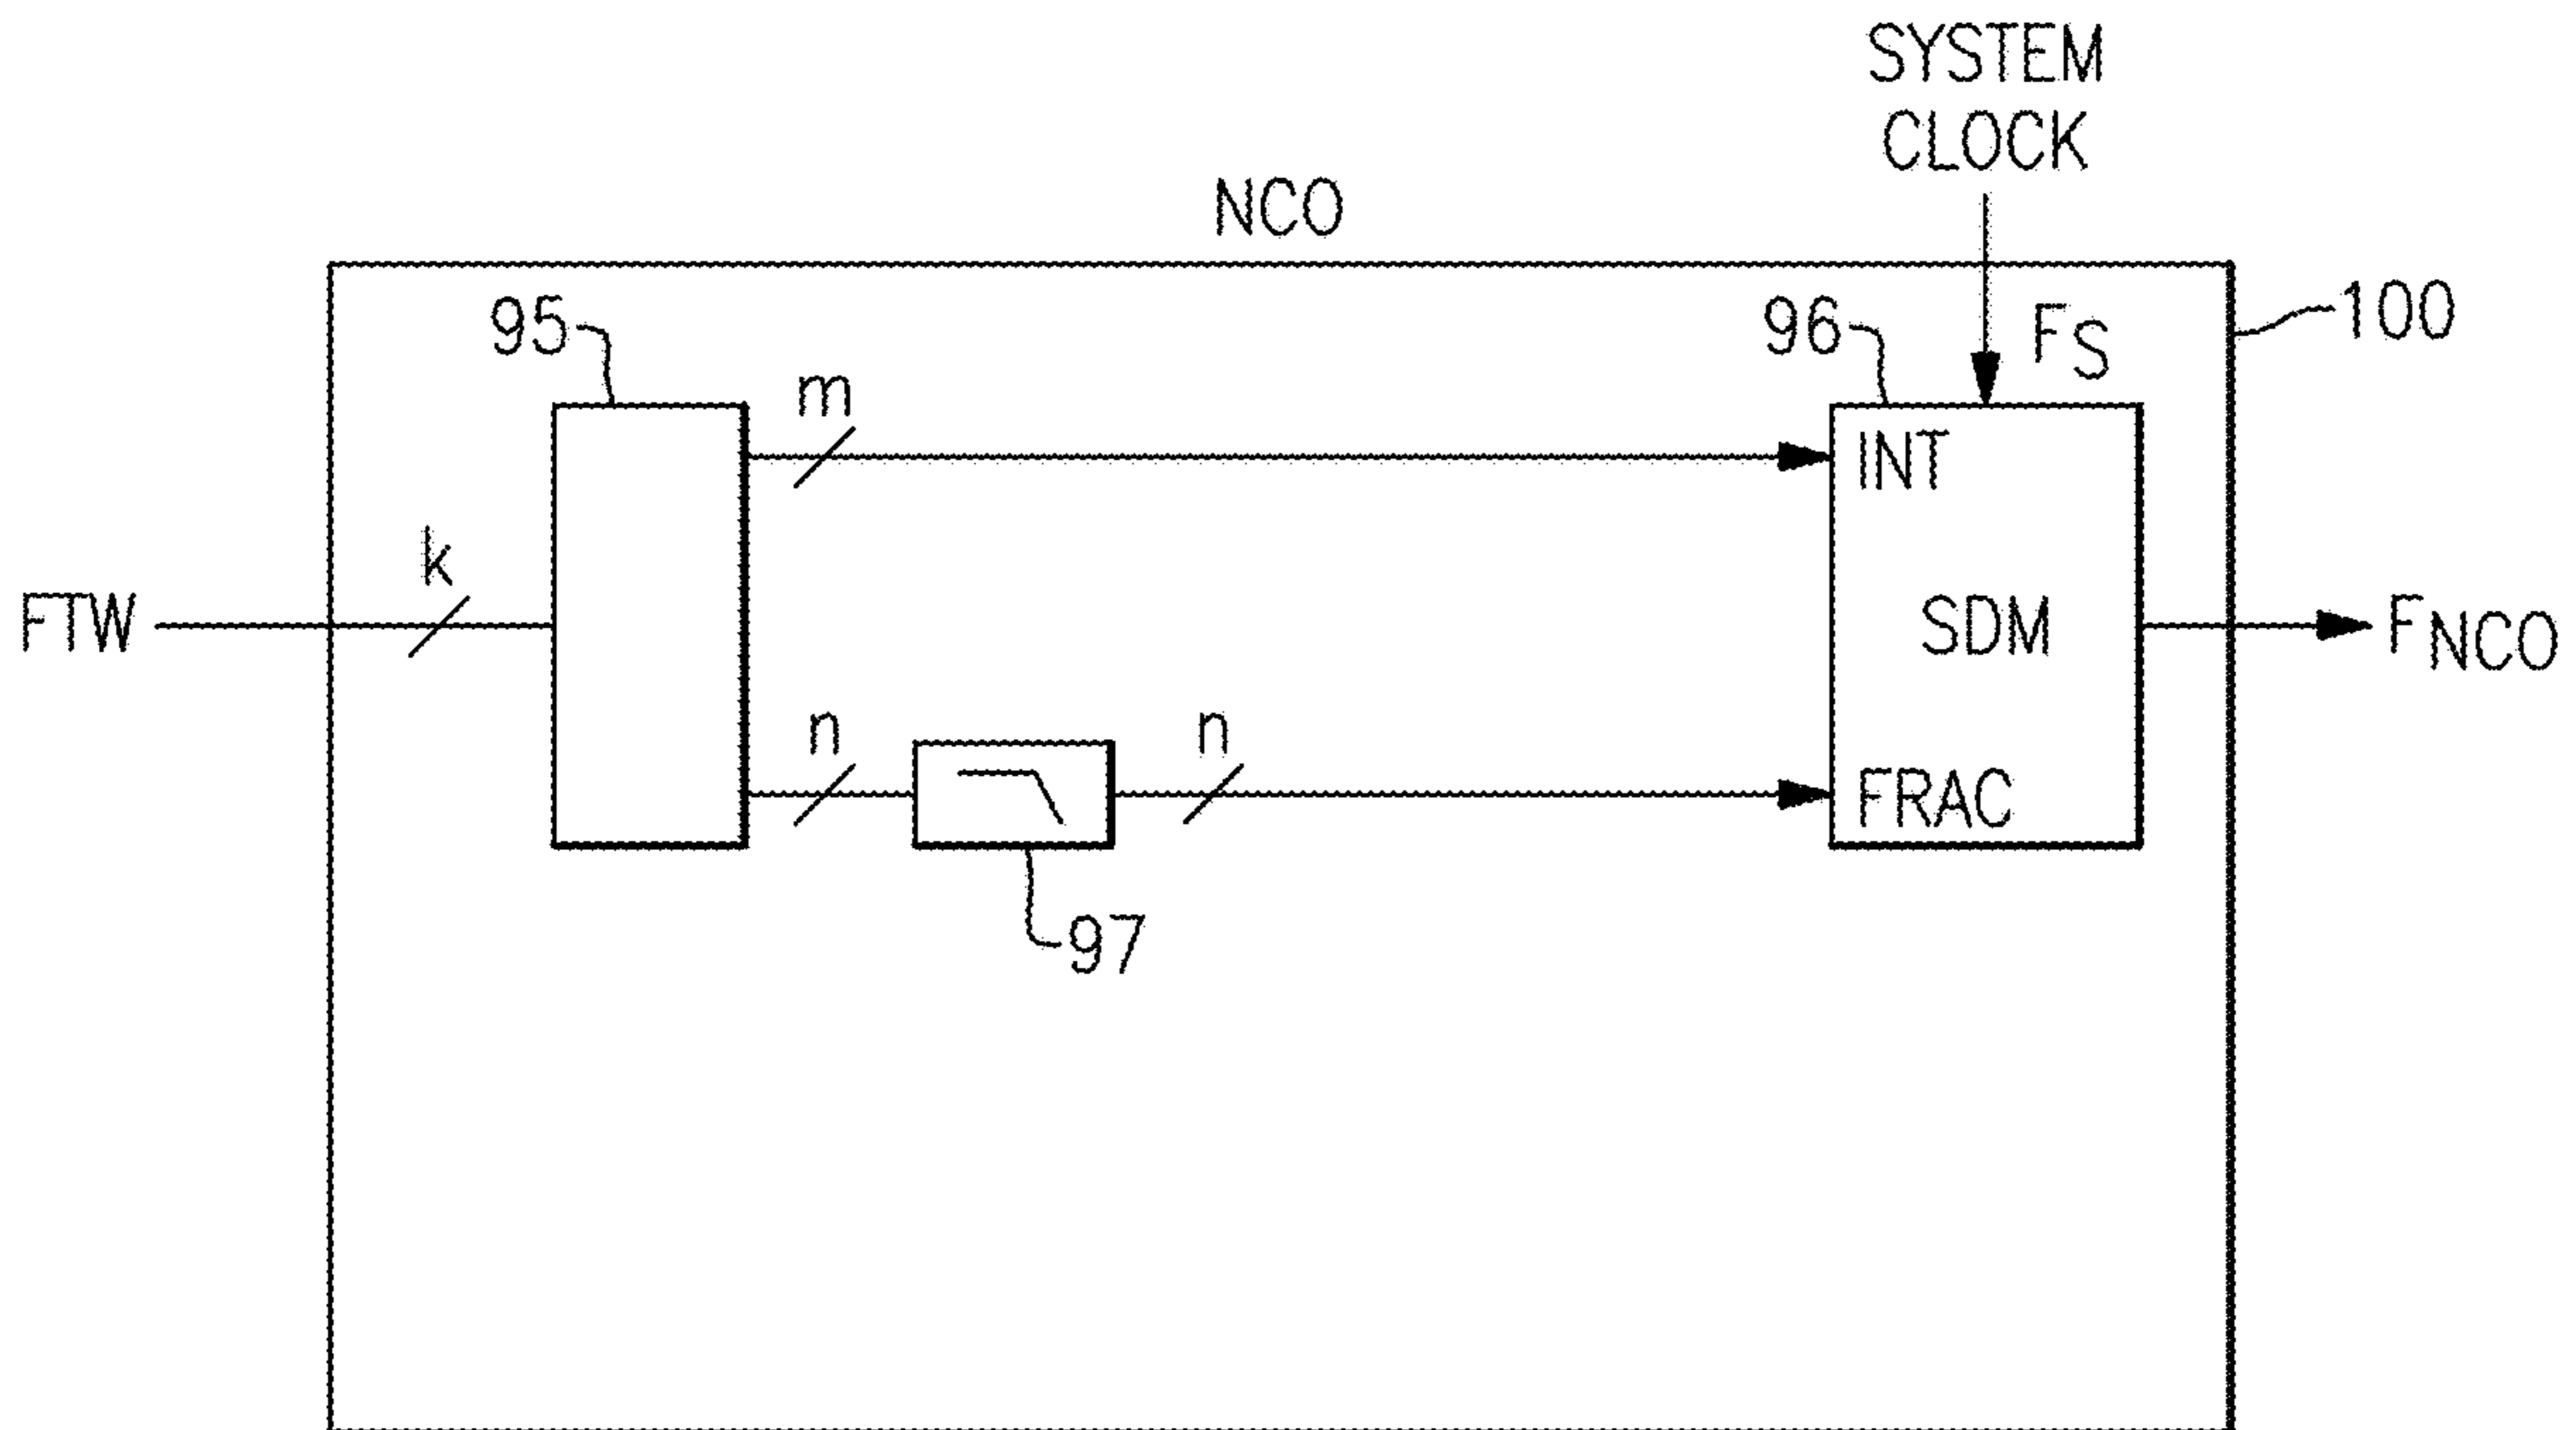 SYSTEM
CLOCK
NCO
95
96
FS
100
m
INT
k
FTW
SDM
FNCO
n
n
FRAC
97